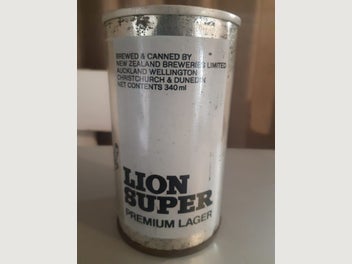 BREWED & CANNED BY
NEW ZEALAND BREWERIES LIMITED
AUCKLAND WELLINGTON
CHRISTCHURCH & DUNEDIN
NET CONTENTS 340ml
LION
SUPER
PREMIUM LAGER